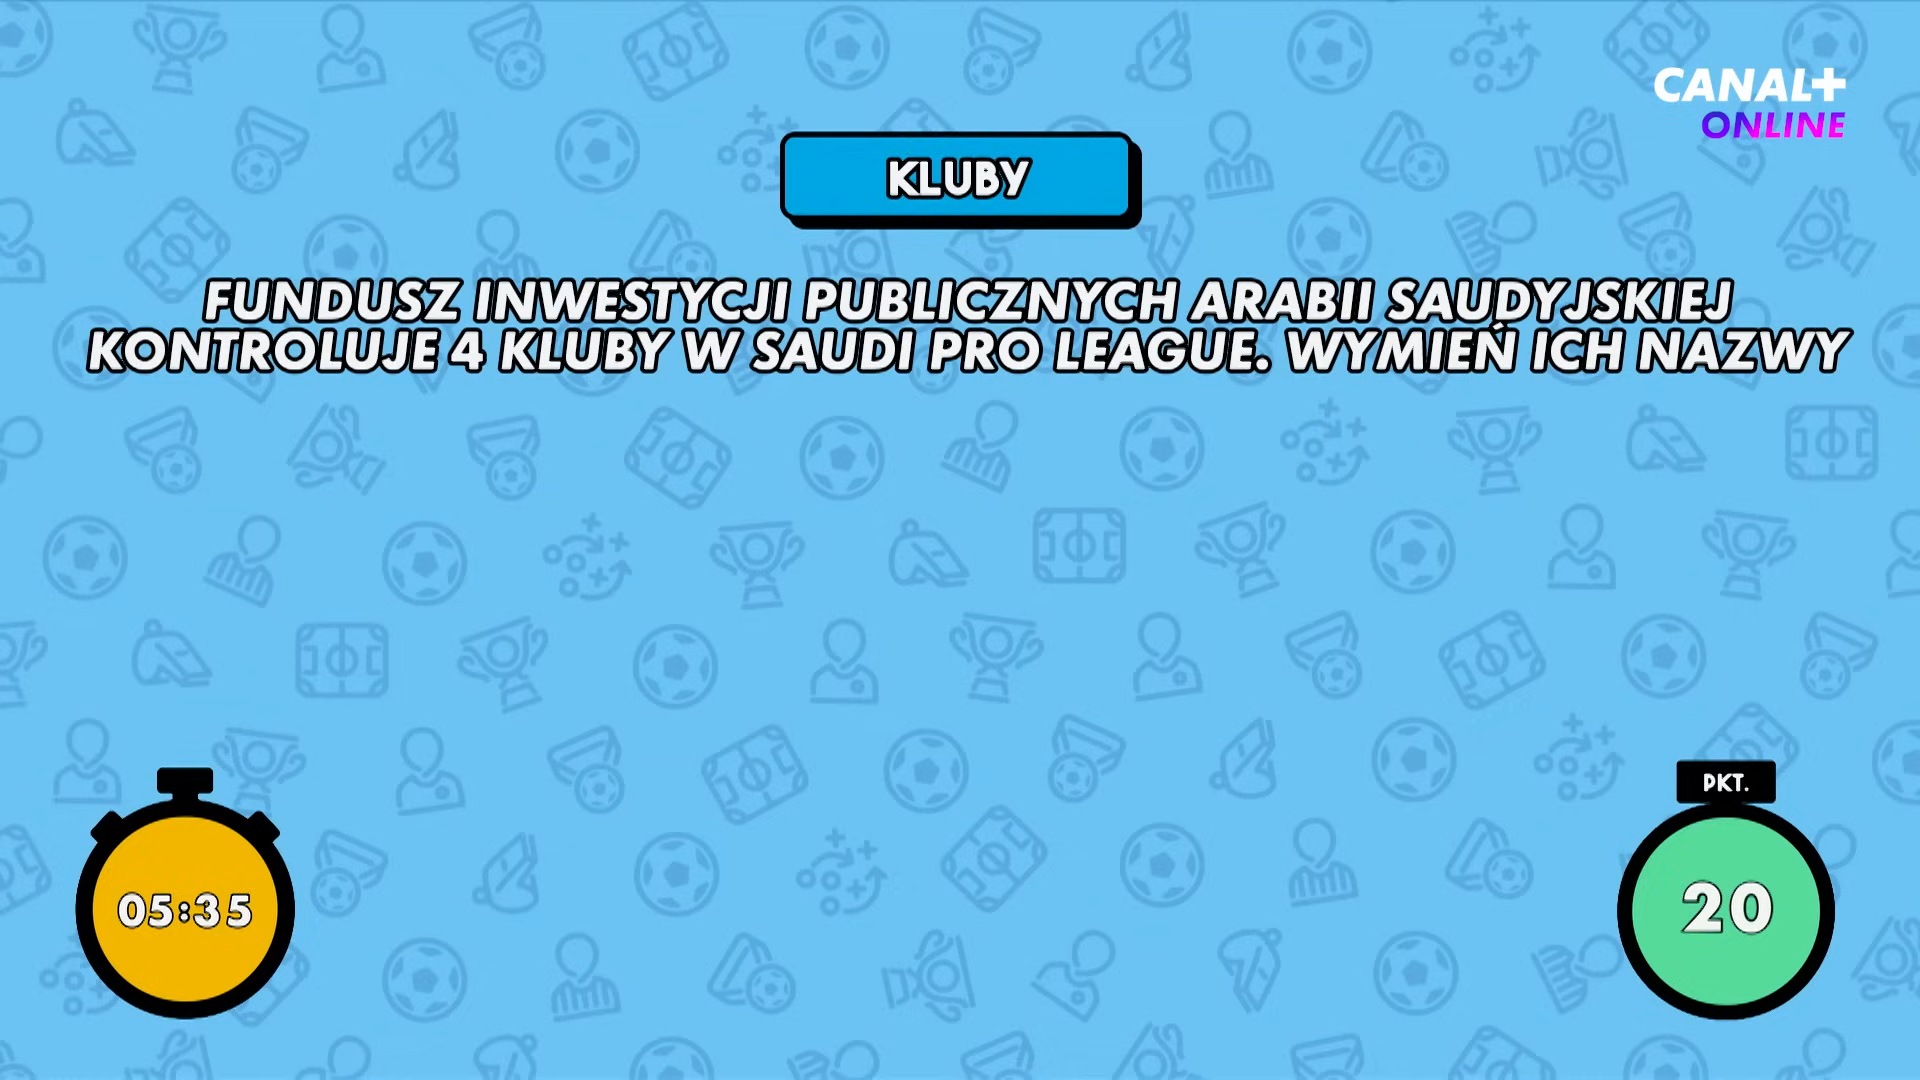 CANAL+
ONLINE
KLUBY
FUNDUSZ INWESTYCJI PUBLICZNYCH ARABII SAUDYJSKIEJ
KONTROLUJE 4 KLUBY W SAUDI PRO LEAGUE. WYMIEŃ ICH NAZWY
PKT.
05:35
20